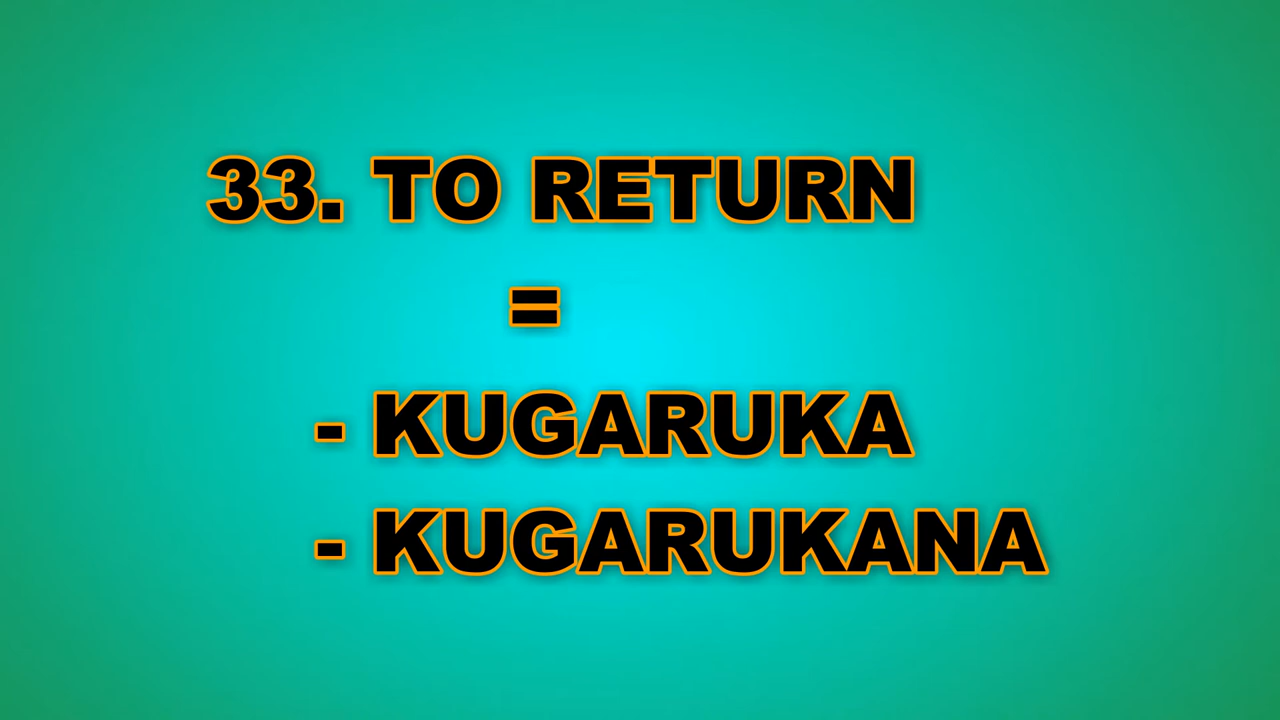 33. TO RETURN
=
- KUGARUKA
- KUGARUKANA